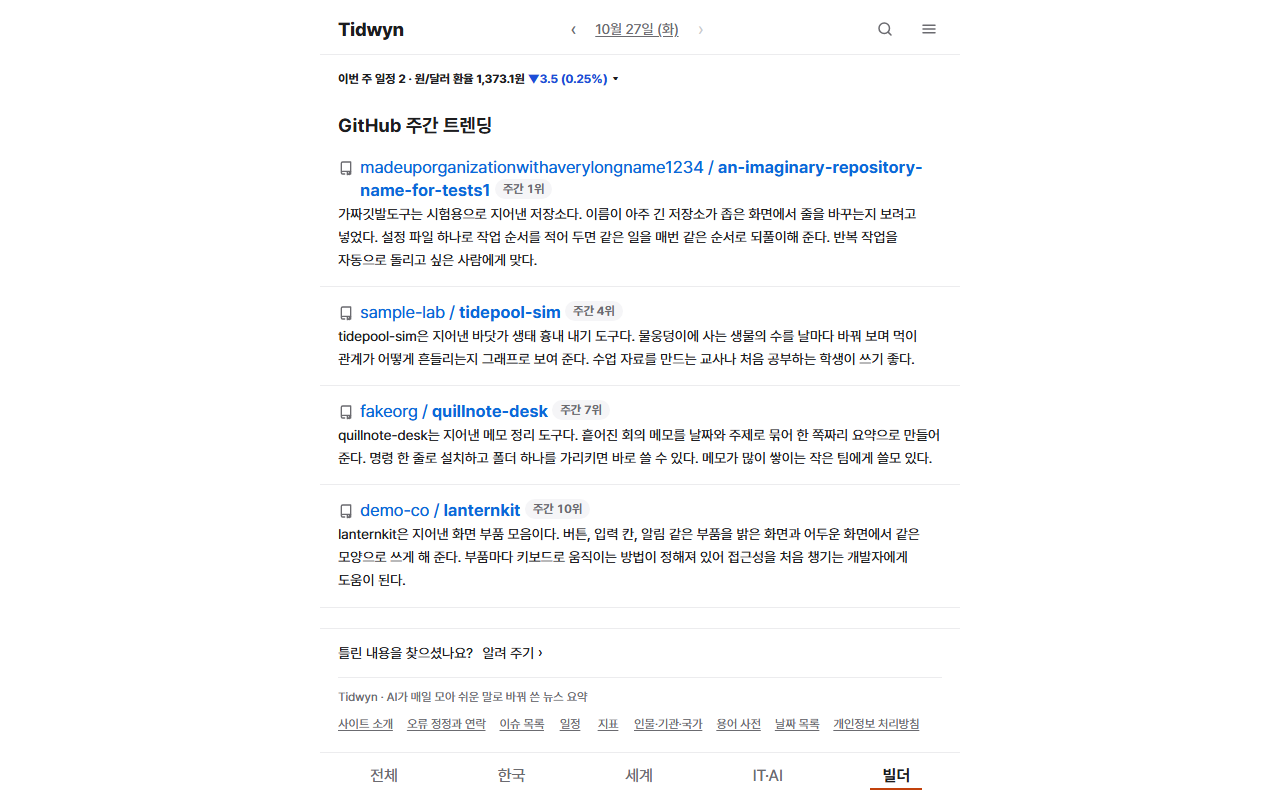 Tidwyn
‹ 10월 27일 (화) ›
이번 주 일정 2 · 원/달러 환율 1,373.1원 ▼3.5 (0.25%) ▾
GitHub 주간 트렌딩
madeuporganizationwithaverylongname1234 / an-imaginary-repository-
name-for-tests1 주간 1위
가짜깃발도구는 시험용으로 지어낸 저장소다. 이름이 아주 긴 저장소가 좁은 화면에서 줄을 바꾸는지 보려고
넣었다. 설정 파일 하나로 작업 순서를 적어 두면 같은 일을 매번 같은 순서로 되풀이해 준다. 반복 작업을
자동으로 돌리고 싶은 사람에게 맞다.
sample-lab / tidepool-sim 주간 4위
tidepool-sim은 지어낸 바닷가 생태 흉내 내기 도구다. 물웅덩이에 사는 생물의 수를 날마다 바꿔 보며 먹이
관계가 어떻게 흔들리는지 그래프로 보여 준다. 수업 자료를 만드는 교사나 처음 공부하는 학생이 쓰기 좋다.
fakeorg / quillnote-desk 주간 7위
quillnote-desk는 지어낸 메모 정리 도구다. 흩어진 회의 메모를 날짜와 주제로 묶어 한 쪽짜리 요약으로 만들어
준다. 명령 한 줄로 설치하고 폴더 하나를 가리키면 바로 쓸 수 있다. 메모가 많이 쌓이는 작은 팀에게 쓸모 있다.
demo-co / lanternkit 주간 10위
lanternkit은 지어낸 화면 부품 모음이다. 버튼, 입력 칸, 알림 같은 부품을 밝은 화면과 어두운 화면에서 같은
모양으로 쓰게 해 준다. 부품마다 키보드로 움직이는 방법이 정해져 있어 접근성을 처음 챙기는 개발자에게
도움이 된다.
틀린 내용을 찾으셨나요? 알려 주기 ›
Tidwyn · AI가 매일 모아 쉬운 말로 바꿔 쓴 뉴스 요약
사이트 소개 오류 정정과 연락 이슈 목록 일정 지표 인물·기관·국가 용어 사전 날짜 목록 개인정보 처리방침
전체 한국 세계 IT·AI 빌더